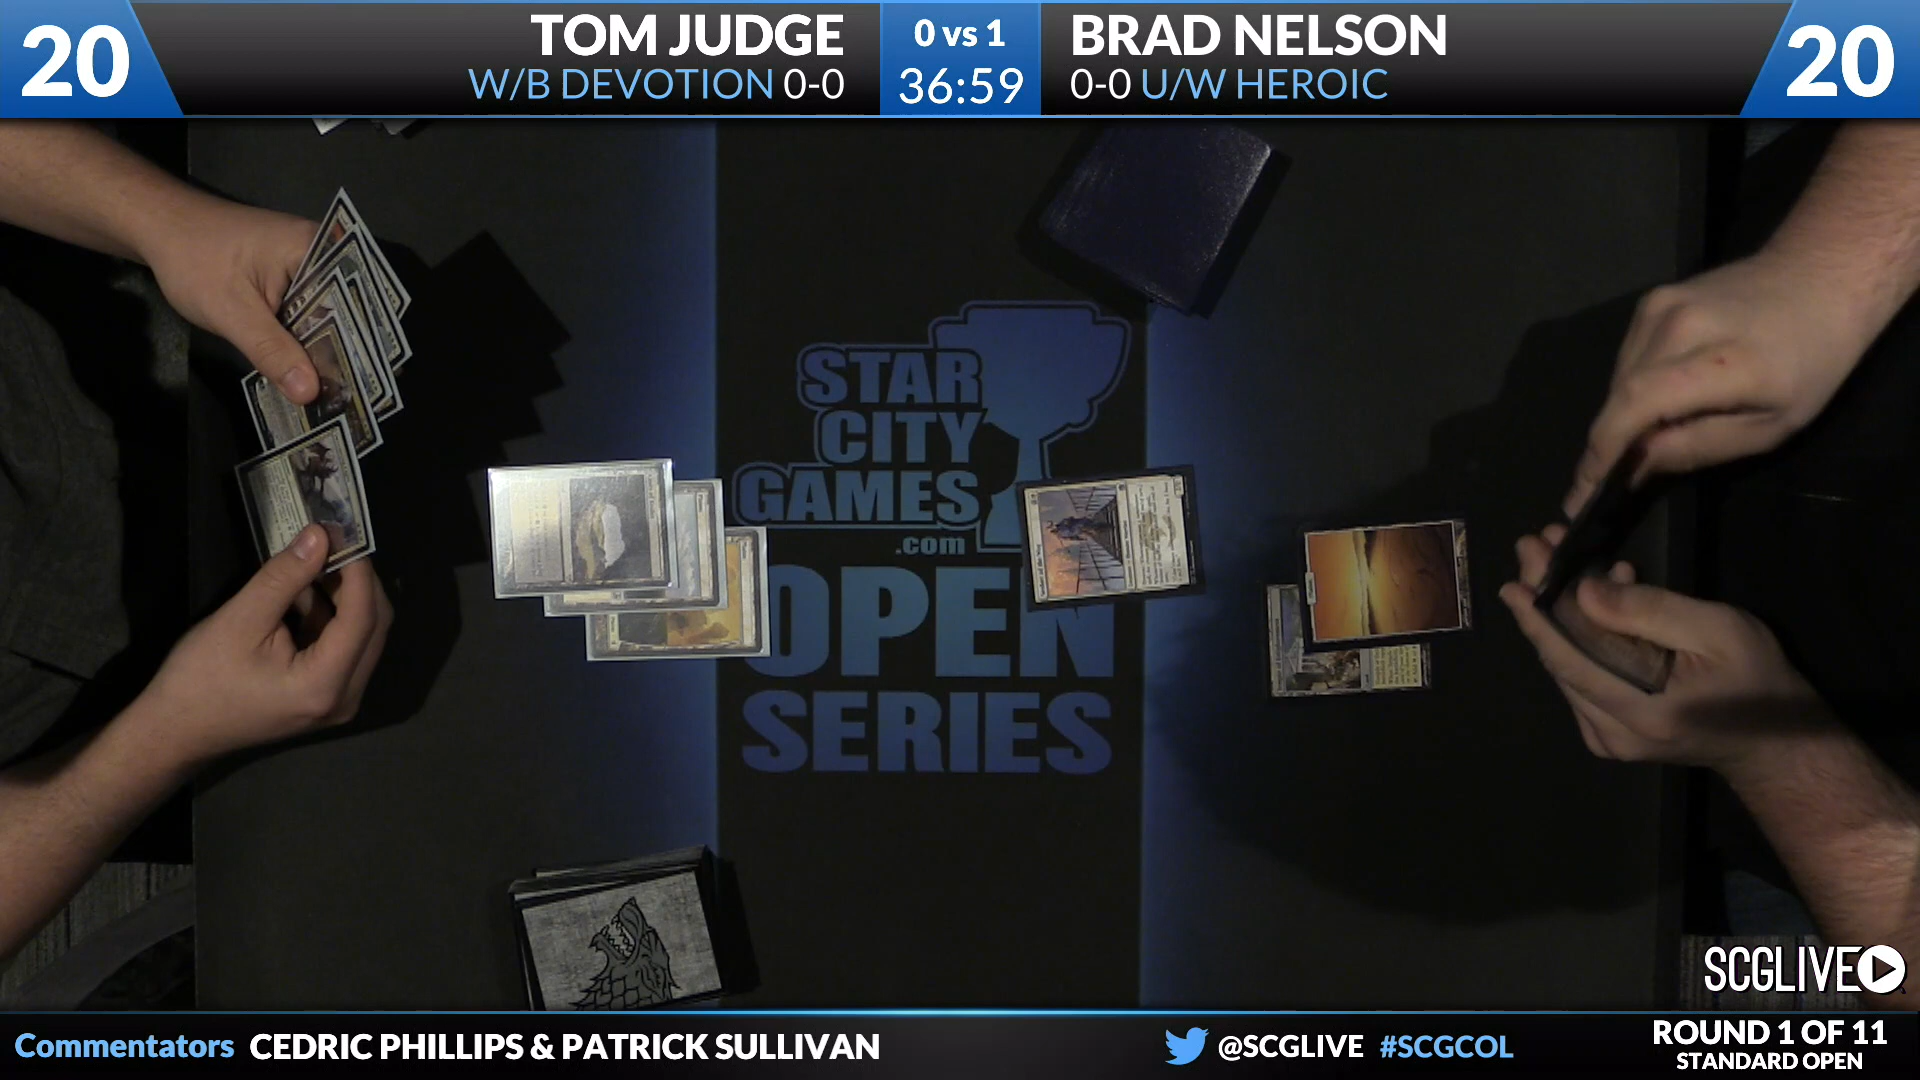 20
TOM JUDGE
W/B DEVOTION 0-0
0 vs 1
36:59
BRAD NELSON
0-0 U/W HEROIC
20
STAR
CITY
GAMES
.com
OPEN
SERIES
SCGLIVE
Commentators CEDRIC PHILLIPS & PATRICK SULLIVAN
@SCGLIVE #SCGCOL
ROUND 1 OF 11
STANDARD OPEN